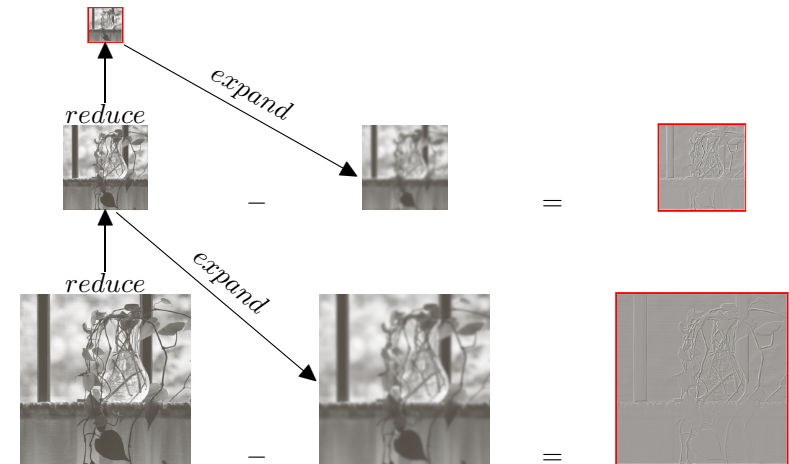 expand
reduce
− =
expand
reduce
− =